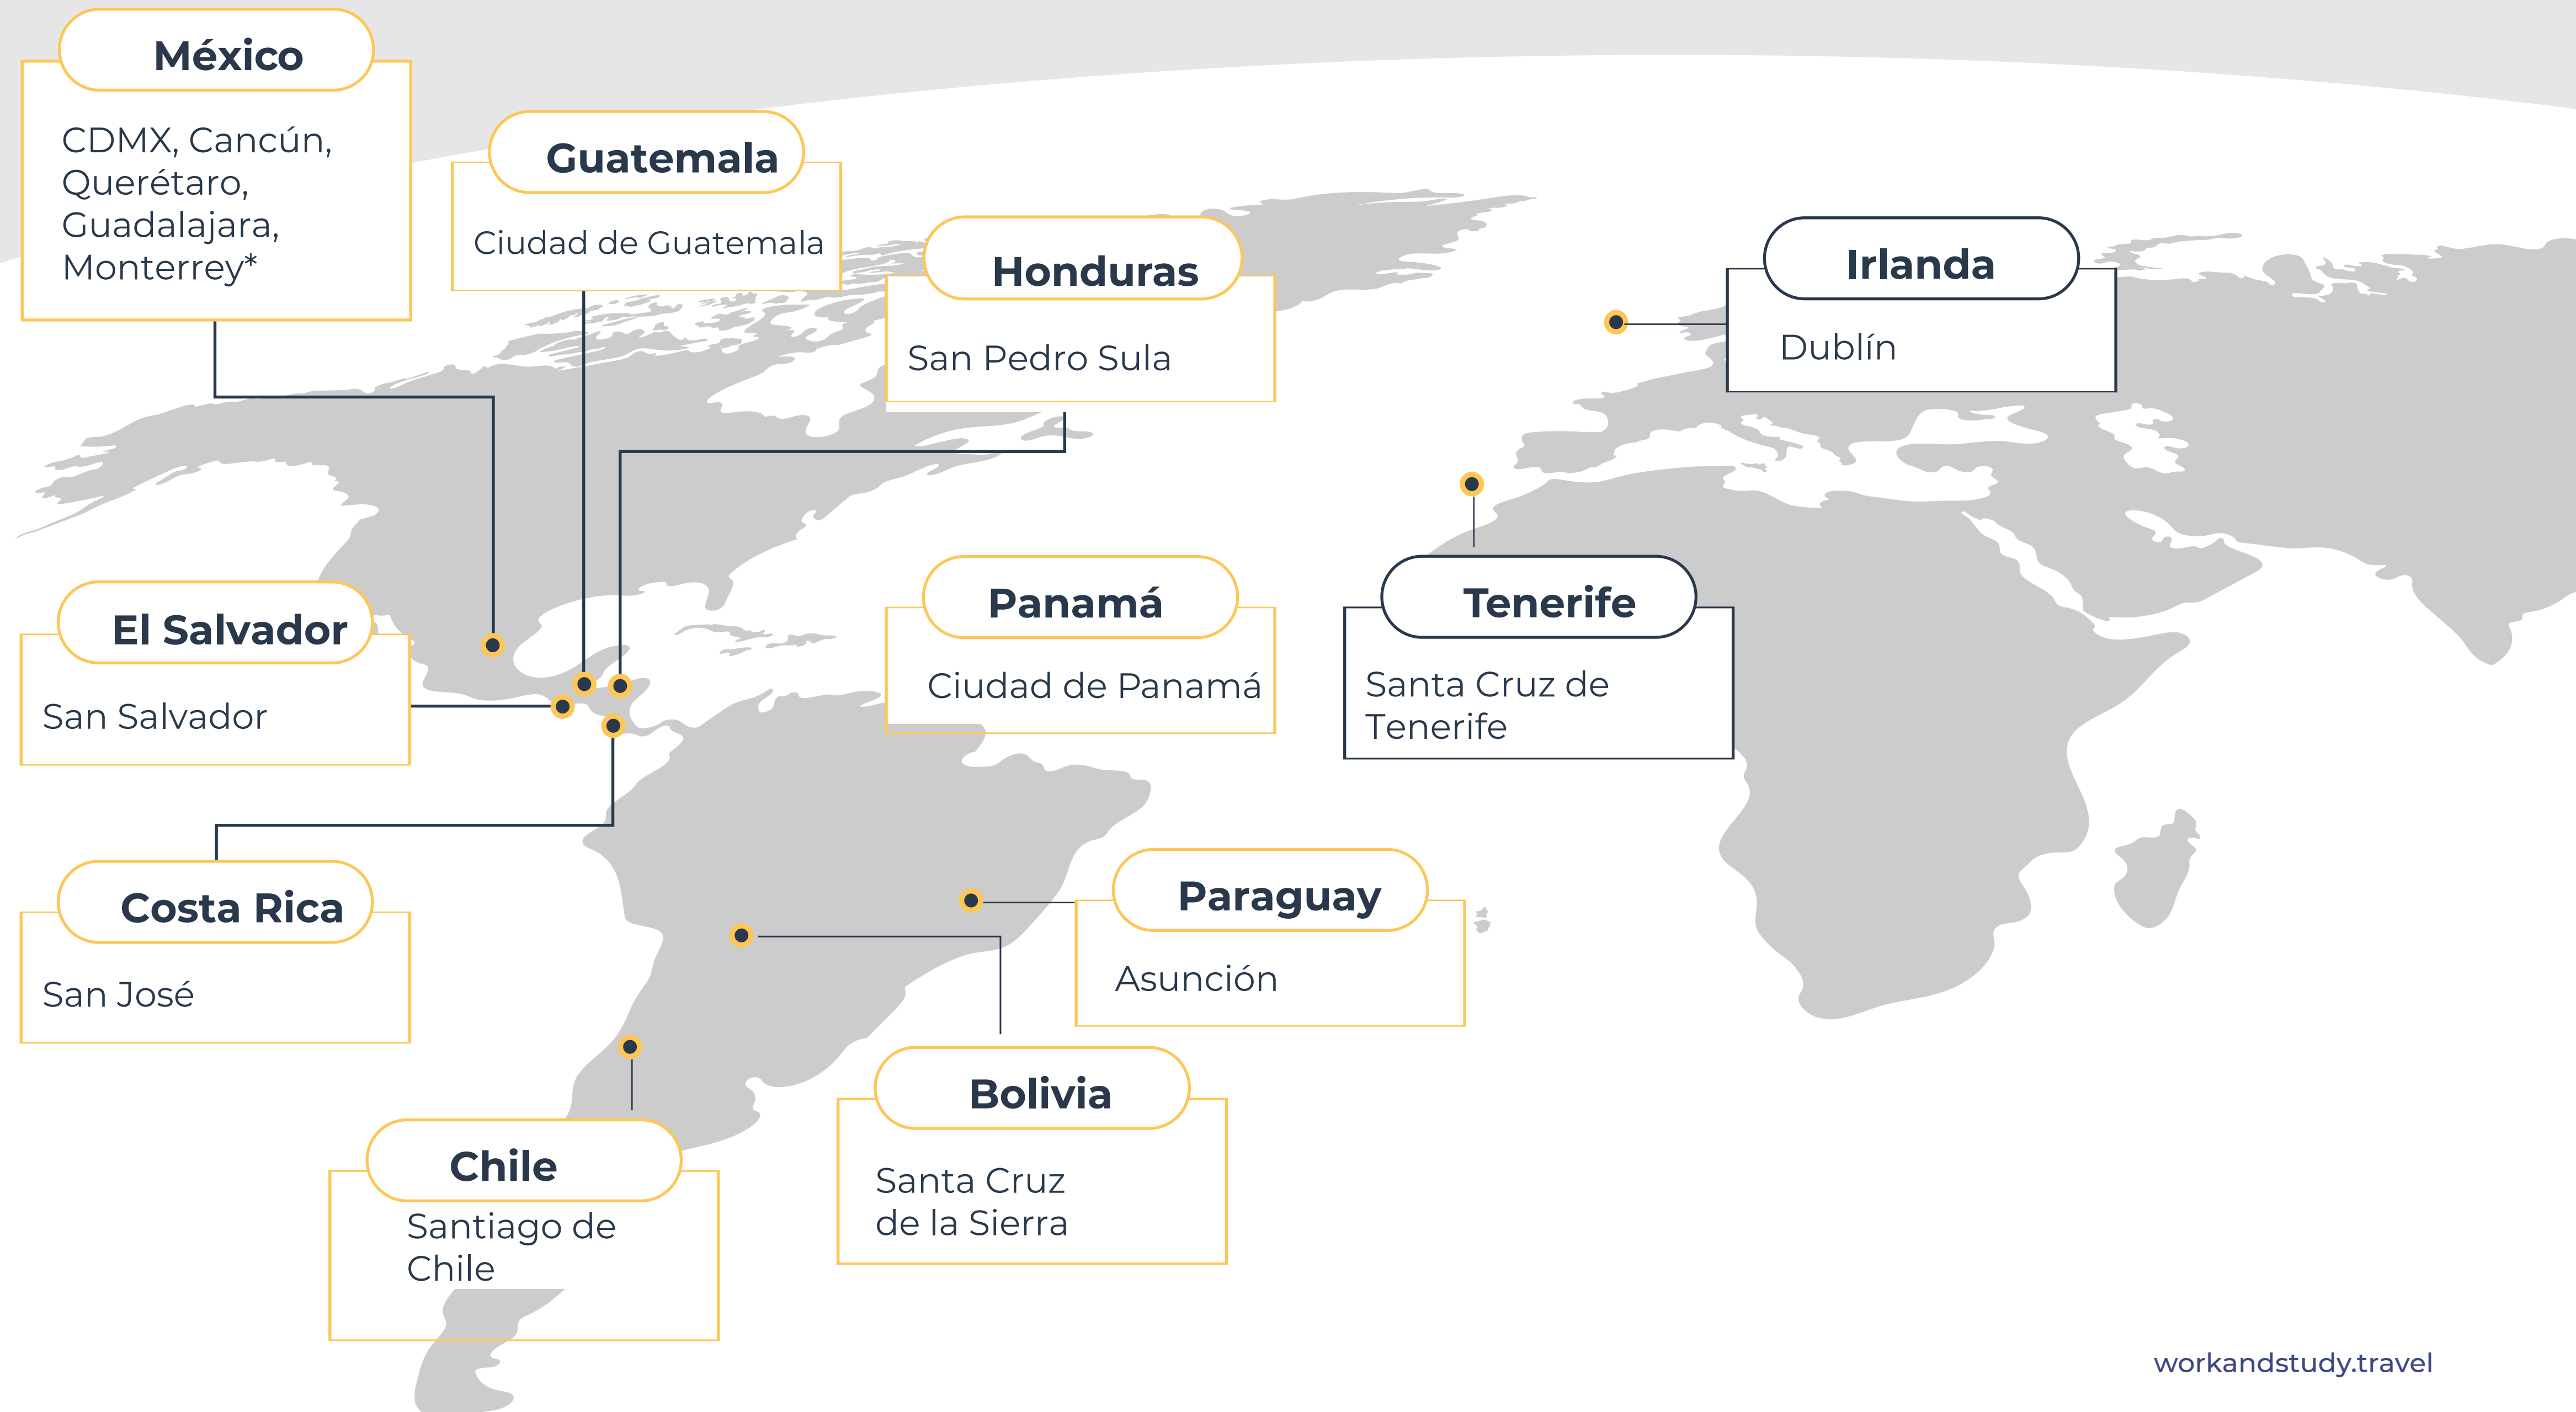 México
CDMX, Cancún,
Querétaro,
Guadalajara,
Monterrey*
Guatemala
Ciudad de Guatemala
Honduras
San Pedro Sula
Irlanda
Dublín
El Salvador
San Salvador
Panamá
Ciudad de Panamá
Tenerife
Santa Cruz de
Tenerife
Costa Rica
San José
Paraguay
Asunción
Bolivia
Santa Cruz
de la Sierra
Chile
Santiago de
Chile
workandstudy.travel